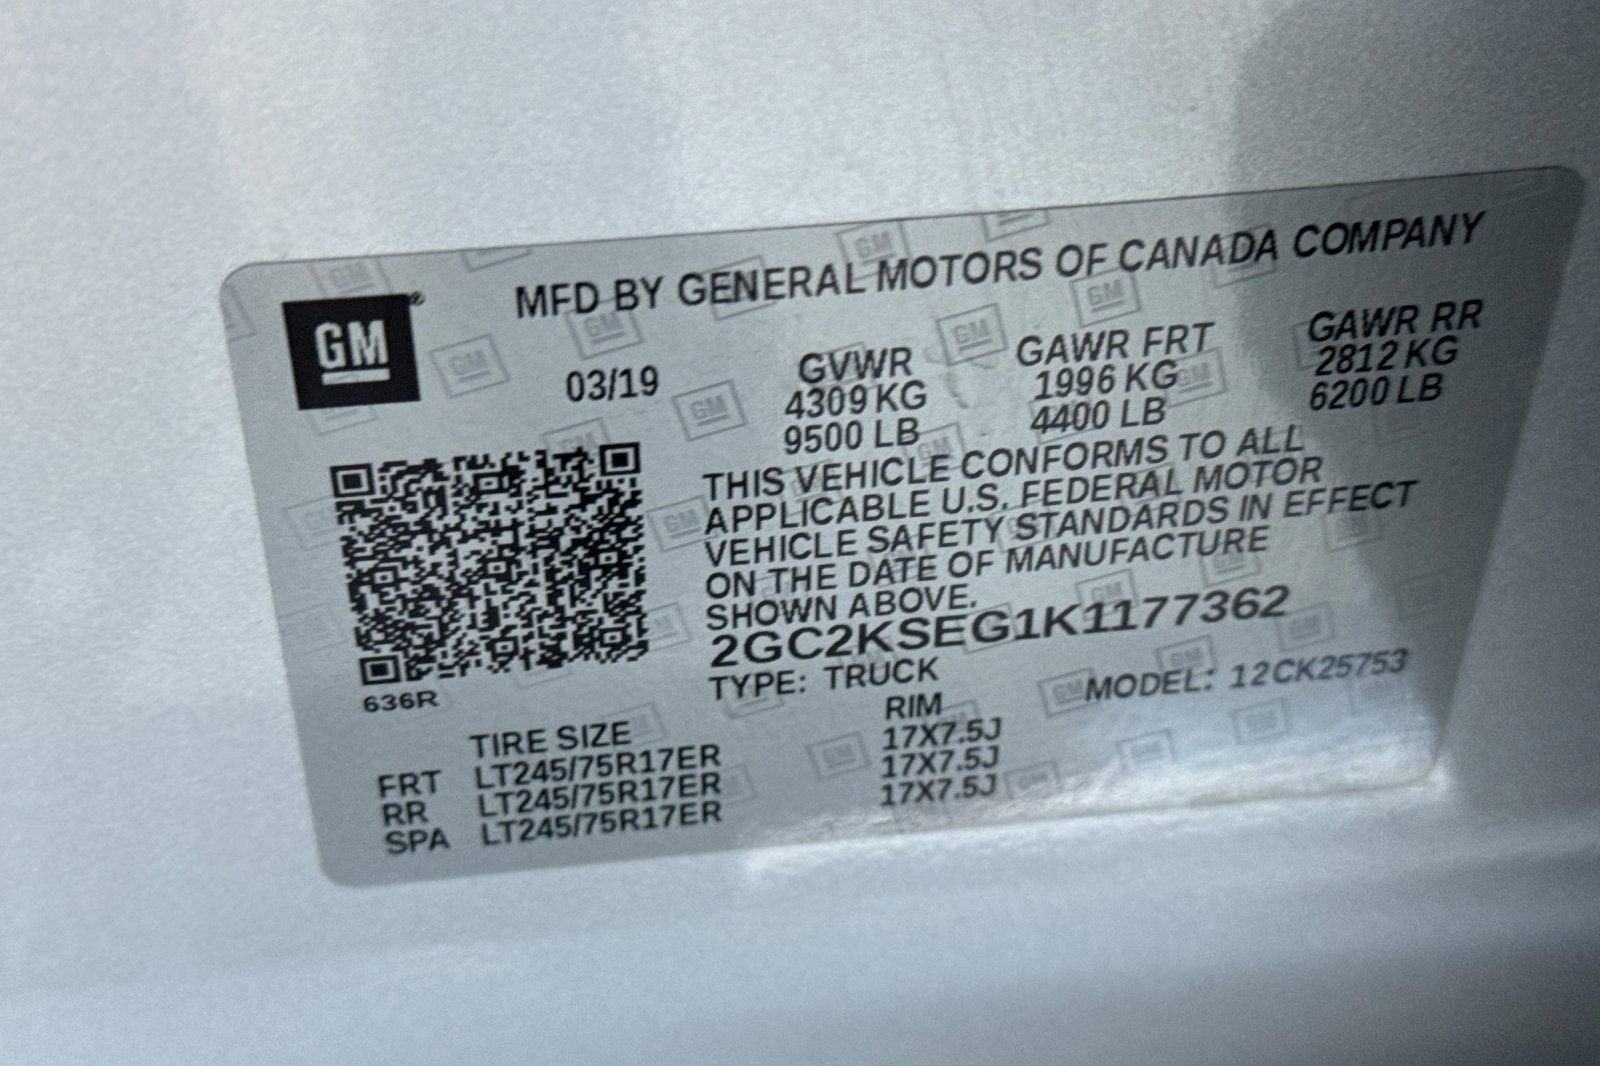 GM
MFD BY GENERAL MOTORS OF CANADA COMPANY
03/19
GVWR GAWR FRT GAWR RR
4309 KG 1996 KG 2812 KG
9500 LB 4400 LB 6200 LB
THIS VEHICLE CONFORMS TO ALL
APPLICABLE U.S. FEDERAL MOTOR
VEHICLE SAFETY STANDARDS IN EFFECT
ON THE DATE OF MANUFACTURE
SHOWN ABOVE.
2GC2KSEG1K1177362
TYPE: TRUCK MODEL: 12CK25753
636R
TIRE SIZE RIM
FRT LT245/75R17ER 17X7.5J
RR LT245/75R17ER 17X7.5J
SPA LT245/75R17ER 17X7.5J